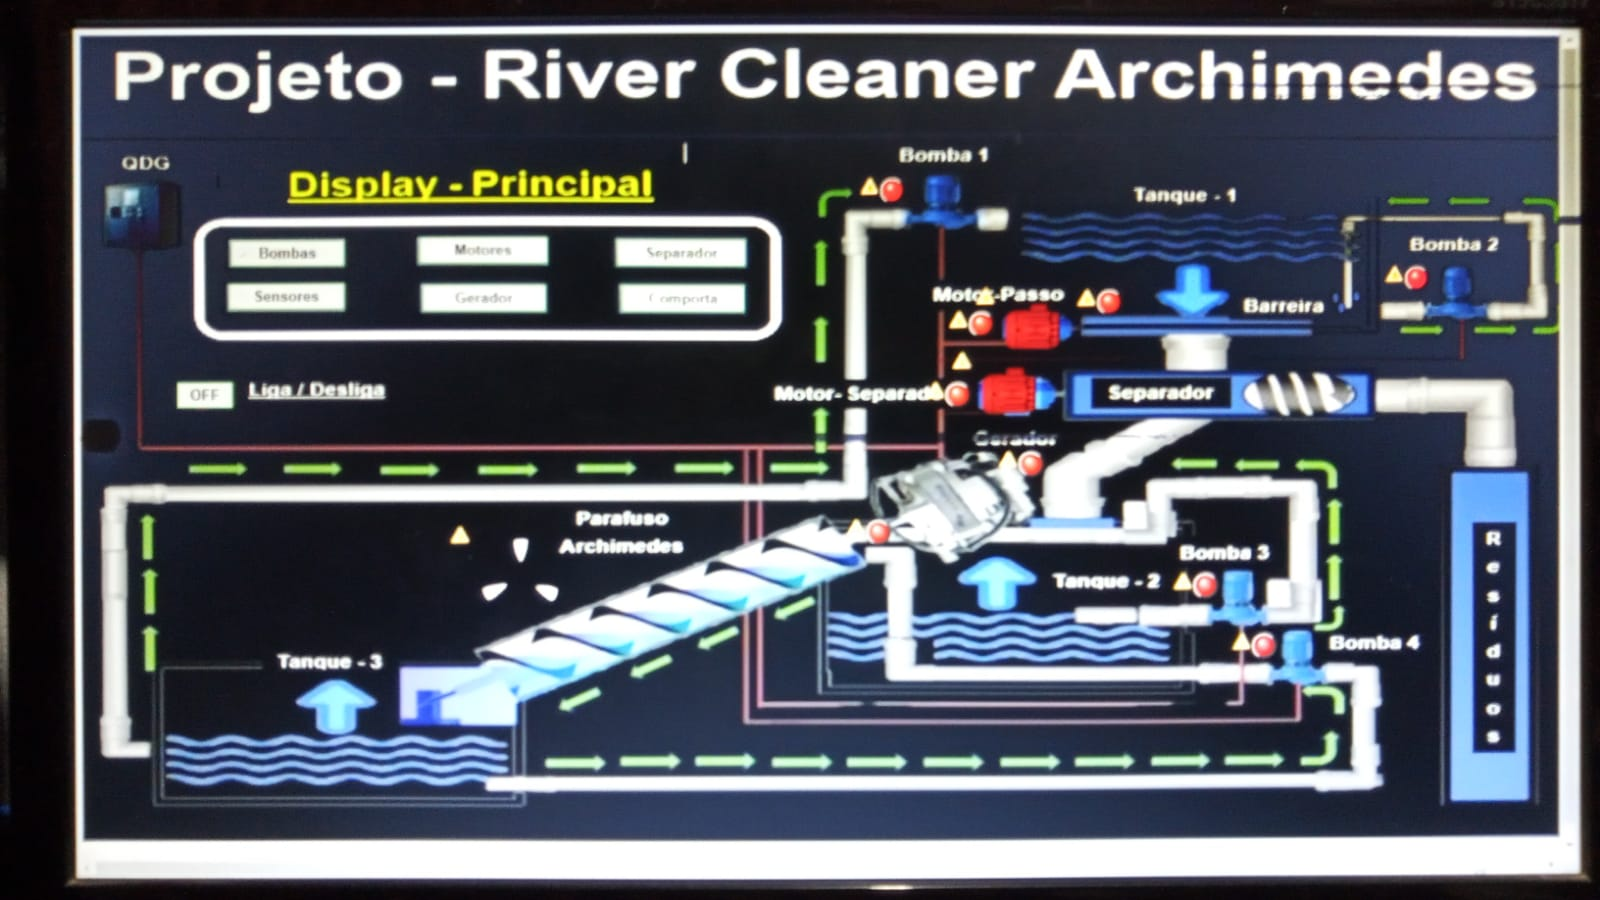 Projeto - River Cleaner Archimedes
QDG
Display - Principal
Bombas
Motores
Separador
Sensores
Gerador
Comporta
OFF
Liga / Desliga
Bomba 1
Tanque - 1
Bomba 2
Motor-Passo
Barreira
Motor- Separado
Separador
Gerador
Parafuso
Archimedes
Bomba 3
Tanque - 2
Bomba 4
Tanque - 3
Resíduos